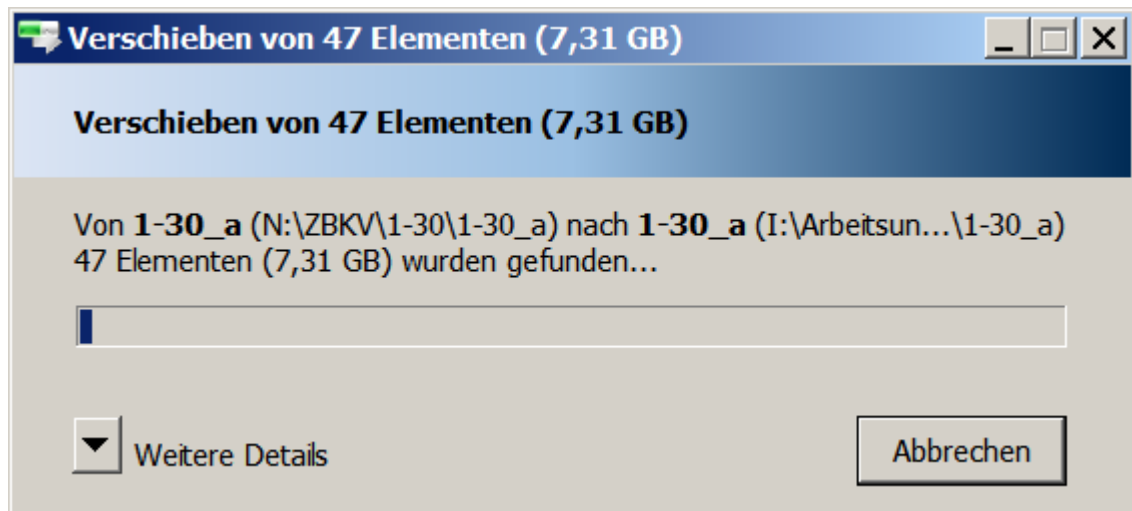 Verschieben von 47 Elementen (7,31 GB)
Verschieben von 47 Elementen (7,31 GB)
Von 1-30_a (N:\ZBKV\1-30\1-30_a) nach 1-30_a (I:\Arbeitsun...\1-30_a)
47 Elementen (7,31 GB) wurden gefunden...
Weitere Details
Abbrechen